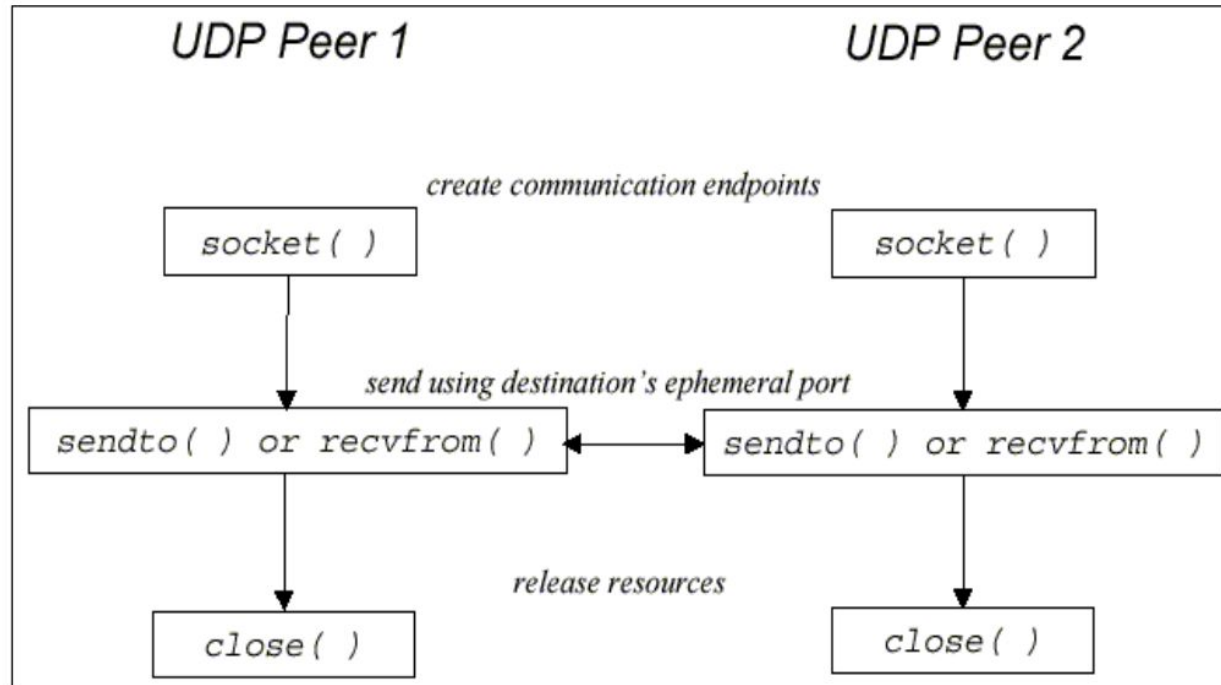 UDP Peer 1
UDP Peer 2
create communication endpoints
socket( )
socket( )
send using destination's ephemeral port
sendto( ) or recvfrom( )
sendto( ) or recvfrom( )
release resources
close( )
close( )